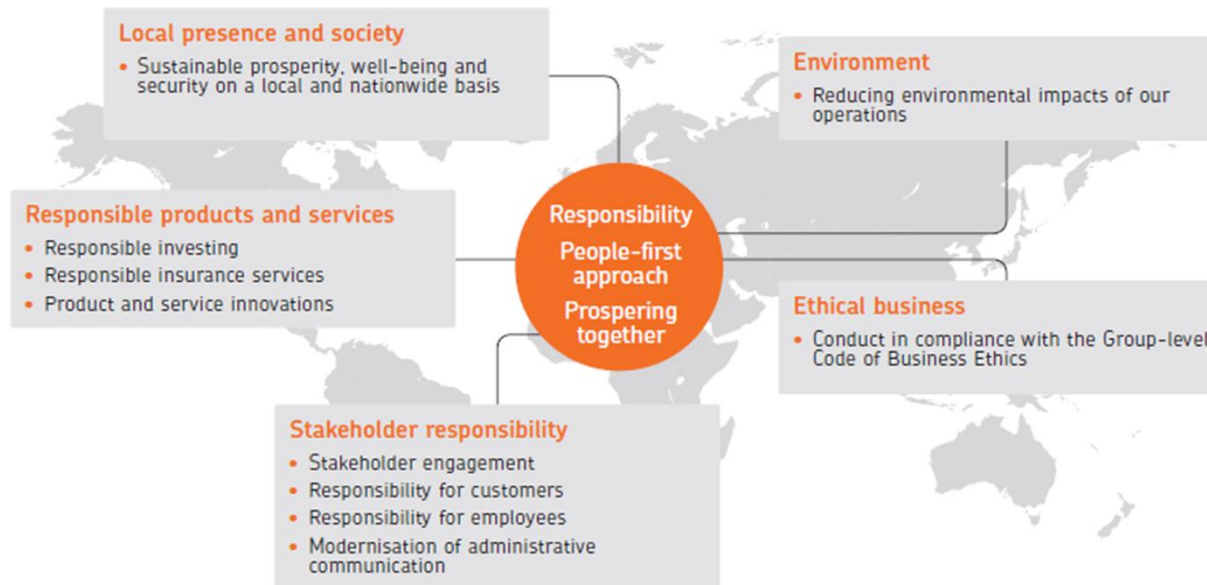 Local presence and society
• Sustainable prosperity, well-being and
security on a local and nationwide basis
Environment
• Reducing environmental impacts of our
operations
Responsible products and services
• Responsible investing
• Responsible insurance services
• Product and service innovations
Responsibility
People-first
approach
Prospering
together
Ethical business
• Conduct in compliance with the Group-level
Code of Business Ethics
Stakeholder responsibility
• Stakeholder engagement
• Responsibility for customers
• Responsibility for employees
• Modernisation of administrative
communication